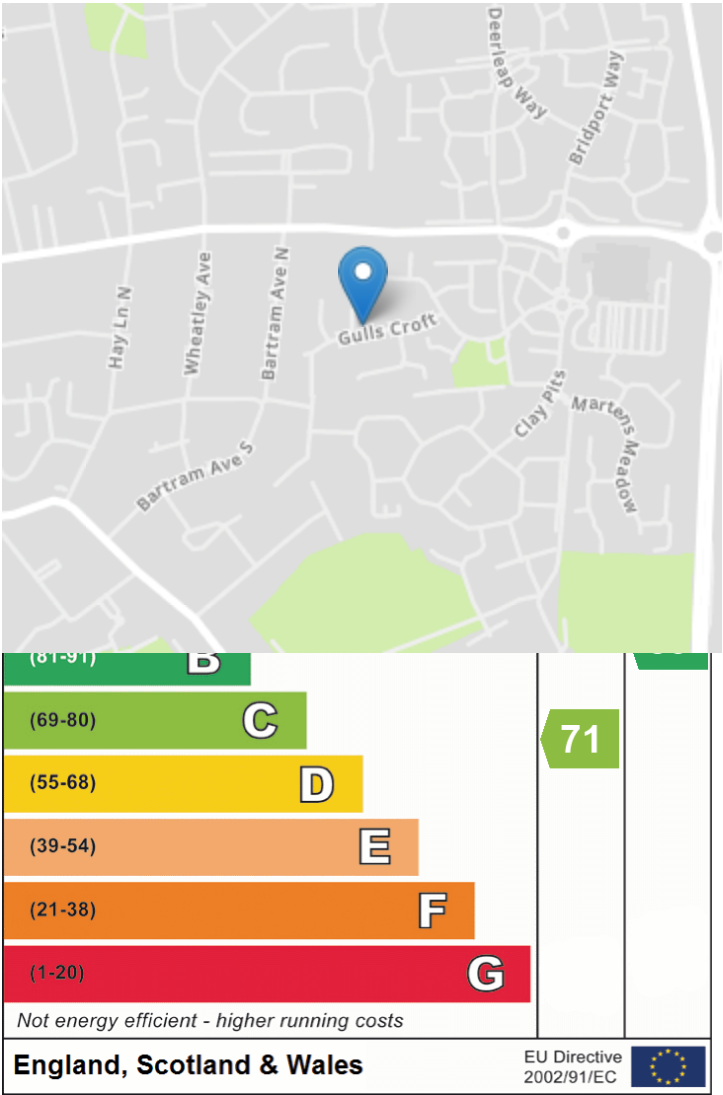 Deerleap Way
Bridport Way
Hay Ln N
Wheatley Ave
Bartram Ave N
Gulls Croft
Clay Pits
Martens Meadow
Bartram Ave S
(81-91) B
(69-80) C
71
(55-68) D
(39-54) E
(21-38) F
(1-20) G
Not energy efficient - higher running costs
England, Scotland & Wales
EU Directive
2002/91/EC